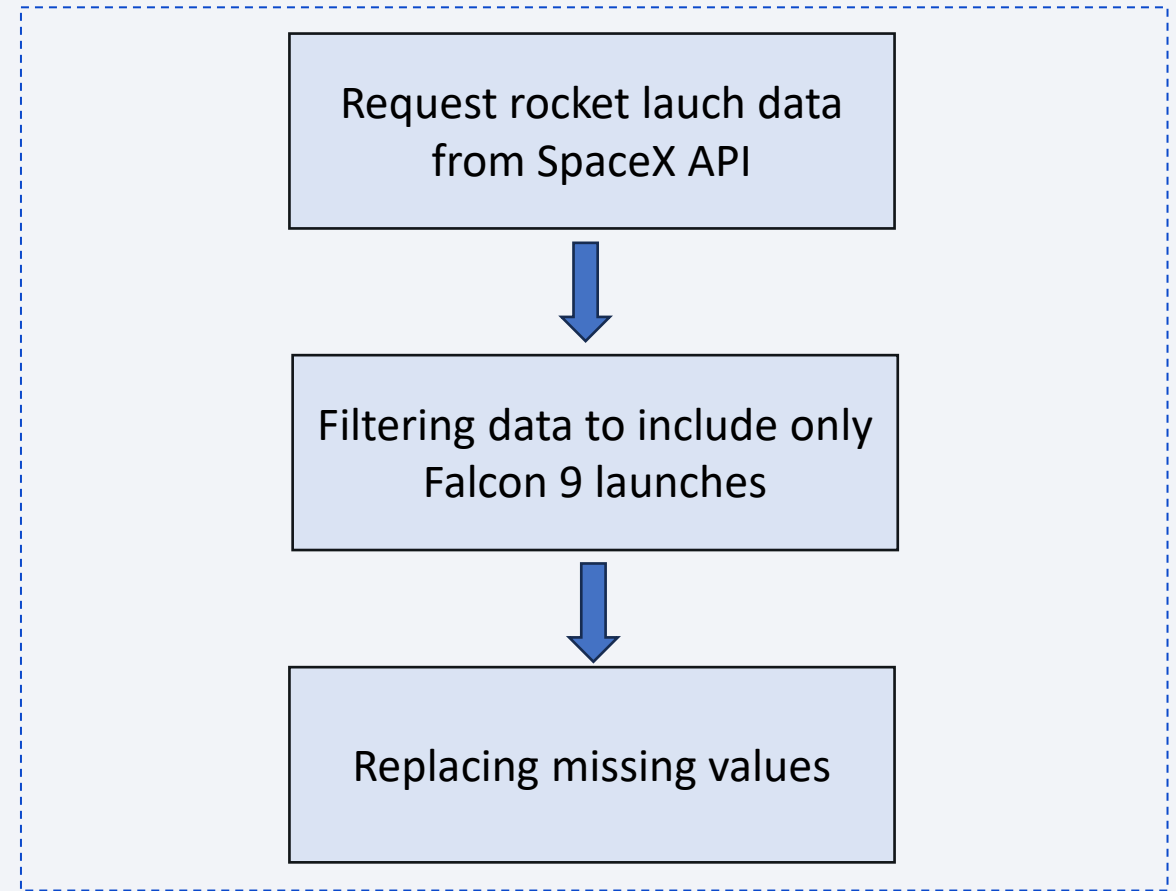 Request rocket lauch data
from SpaceX API
Filtering data to include only
Falcon 9 launches
Replacing missing values